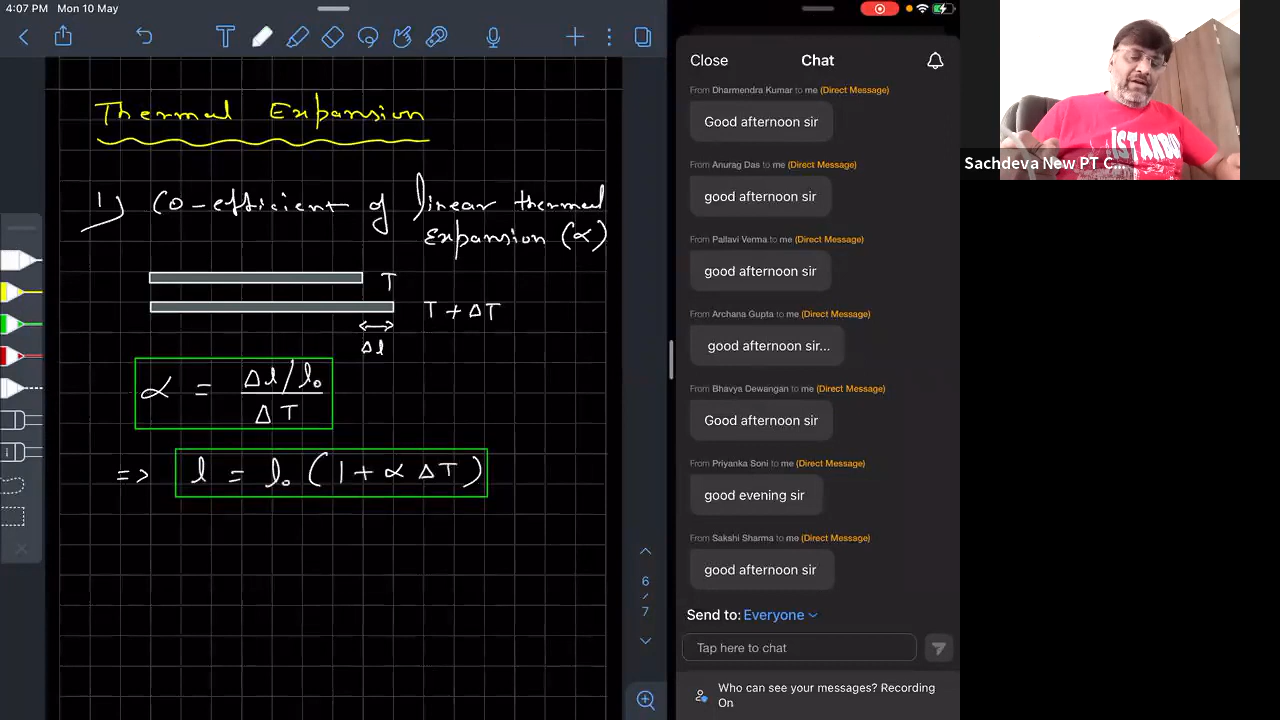 4:07 PM Mon 10 May
Thermal Expansion
1) Co-efficient of linear thermal
Expansion (α)
T
T + ΔT
Δl
α = Δl/l₀ / ΔT
=> l = l₀ (1 + α ΔT)
6
/
7
Close Chat
From Dharmendra Kumar to me (Direct Message)
Good afternoon sir
From Anurag Das to me (Direct Message)
good afternoon sir
From Pallavi Verma to me (Direct Message)
good afternoon sir
From Archana Gupta to me (Direct Message)
good afternoon sir...
From Bhavya Dewangan to me (Direct Message)
Good afternoon sir
From Priyanka Soni to me (Direct Message)
good evening sir
From Sakshi Sharma to me (Direct Message)
good afternoon sir
Send to: Everyone
Tap here to chat
Who can see your messages? Recording
On
İSTANBUL
Sachdeva New PT C...